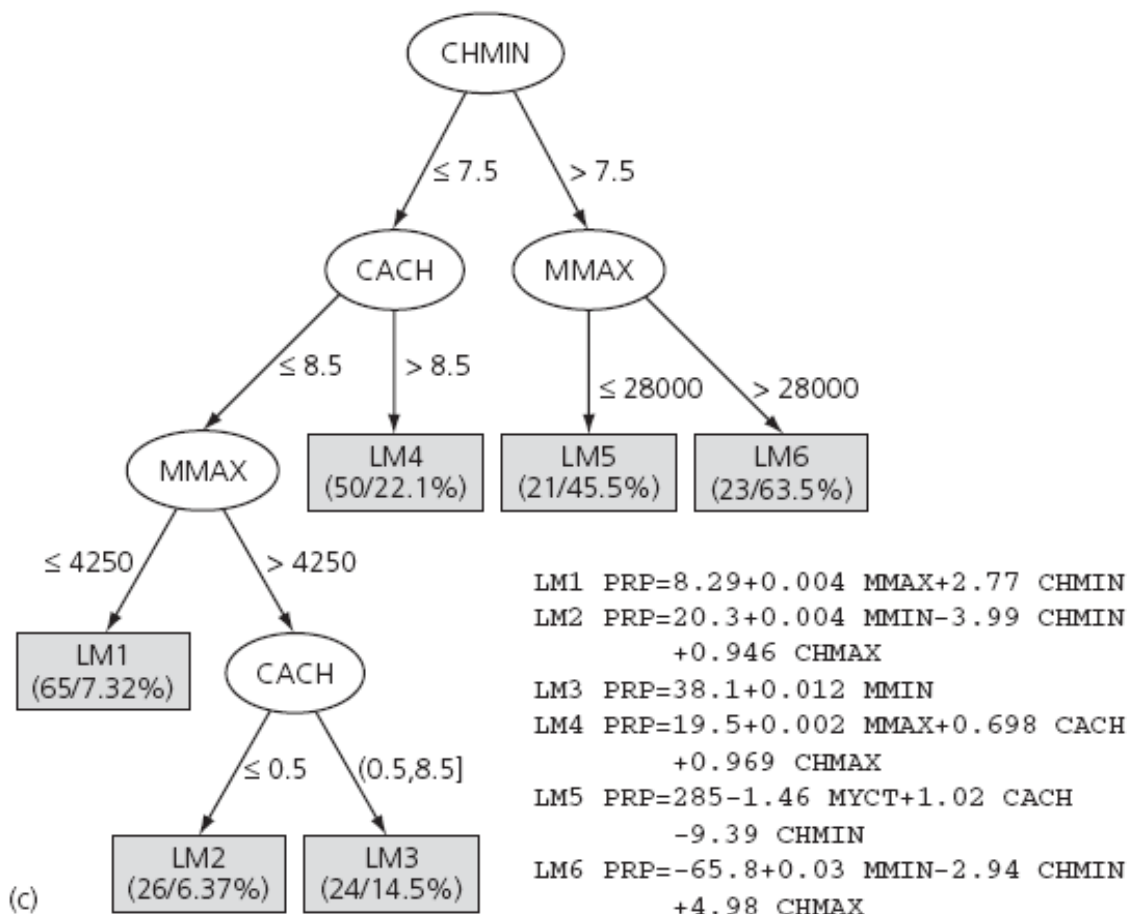 CHMIN
≤ 7.5
> 7.5
CACH
MMAX
≤ 8.5
> 8.5
≤ 28000
> 28000
MMAX
LM4
(50/22.1%)
LM5
(21/45.5%)
LM6
(23/63.5%)
≤ 4250
> 4250
LM1
(65/7.32%)
CACH
≤ 0.5
(0.5,8.5]
LM2
(26/6.37%)
LM3
(24/14.5%)
LM1 PRP=8.29+0.004 MMAX+2.77 CHMIN
LM2 PRP=20.3+0.004 MMIN-3.99 CHMIN
+0.946 CHMAX
LM3 PRP=38.1+0.012 MMIN
LM4 PRP=19.5+0.002 MMAX+0.698 CACH
+0.969 CHMAX
LM5 PRP=285-1.46 MYCT+1.02 CACH
-9.39 CHMIN
LM6 PRP=-65.8+0.03 MMIN-2.94 CHMIN
+4.98 CHMAX
(c)